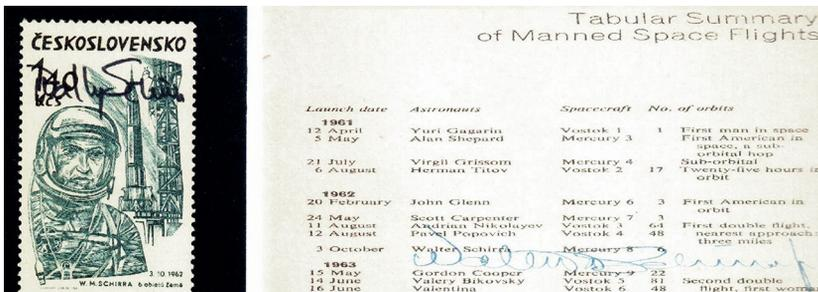 ČESKOSLOVENSKO
KČS
3.10.1962
W. M. SCHIRRA 6 obletů Země
Tabular Summary
of Manned Space Flights
Launch date Astronauts Spacecraft No. of orbits
1961
12 April Yuri Gagarin Vostok 1 1 First man in space
5 May Alan Shepard Mercury 3 First American in
space, a sub-
orbital hop
21 July Virgil Grissom Mercury 4 Sub-orbital
6 August Herman Titov Vostok 2 17 Twenty-five hours in
orbit
1962
20 February John Glenn Mercury 6 3 First American in
orbit
24 May Scott Carpenter Mercury 7 3
11 August Andrian Nikolayev Vostok 3 64 First double flight,
12 August Pavel Popovich Vostok 4 48 nearest approach:
three miles
3 October Walter Schirra Mercury 8 6
1963
15 May Gordon Cooper Mercury 9 22
14 June Valery Bikovsky Vostok 5 81 Second double
16 June Valentina Vostok 6 48 flight, first woman